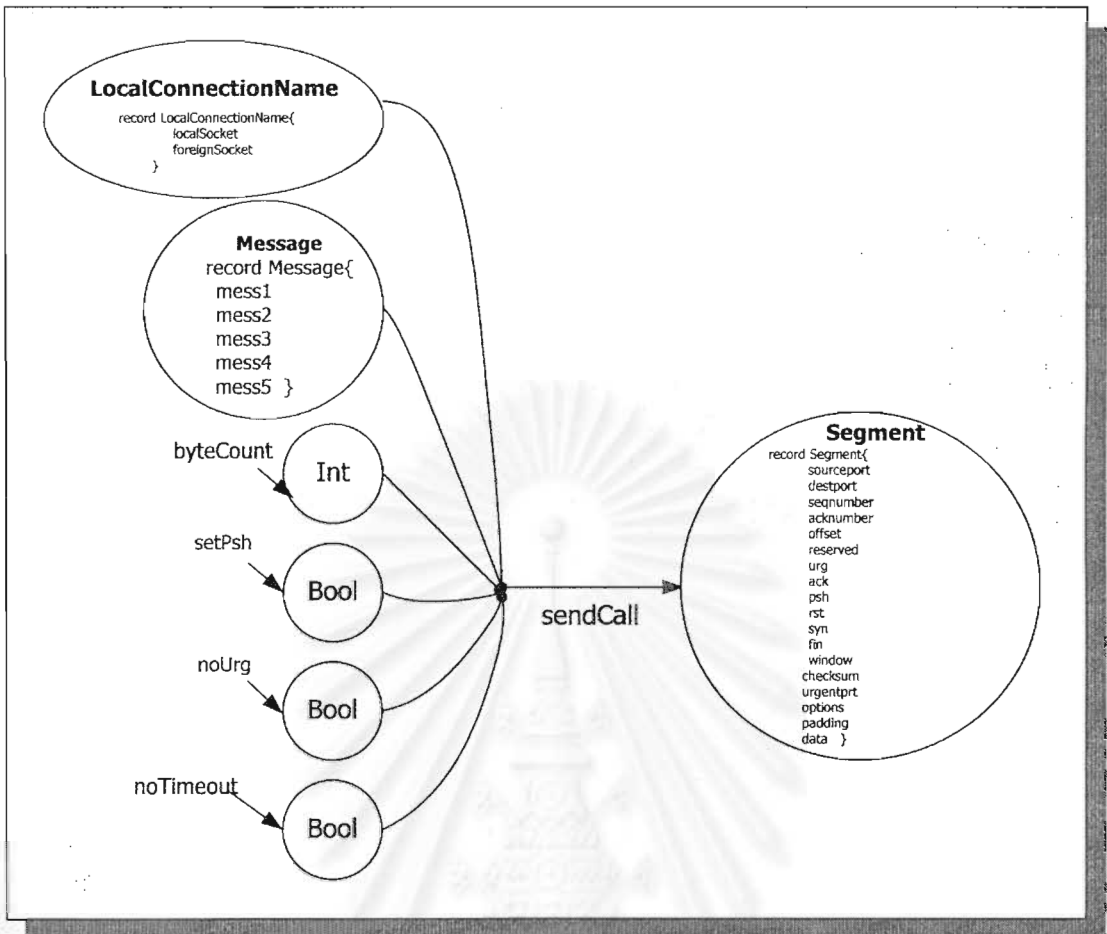 LocalConnectionName
record LocalConnectionName{
localSocket
foreignSocket
}
Message
record Message{
mess1
mess2
mess3
mess4
mess5 }
byteCount
Int
setPsh
Bool
noUrg
Bool
noTimeout
Bool
sendCall
Segment
record Segment{
sourceport
destport
seqnumber
acknumber
offset
reserved
urg
ack
psh
rst
syn
fin
window
checksum
urgentprt
options
padding
data }